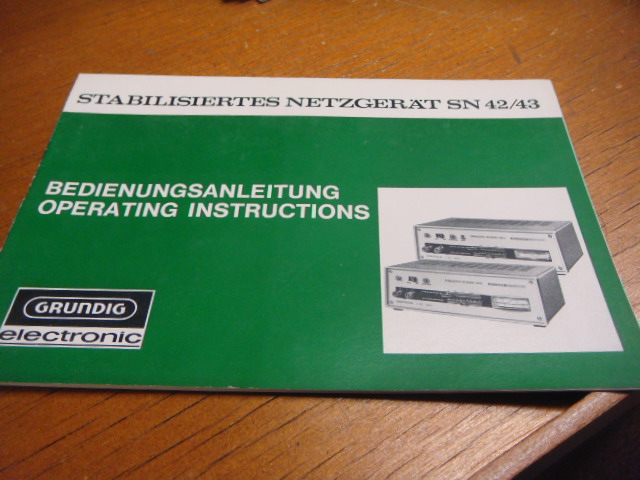 STABILISIERTES NETZGERÄT SN 42/43
BEDIENUNGSANLEITUNG
OPERATING INSTRUCTIONS
GRUNDIG
electronic